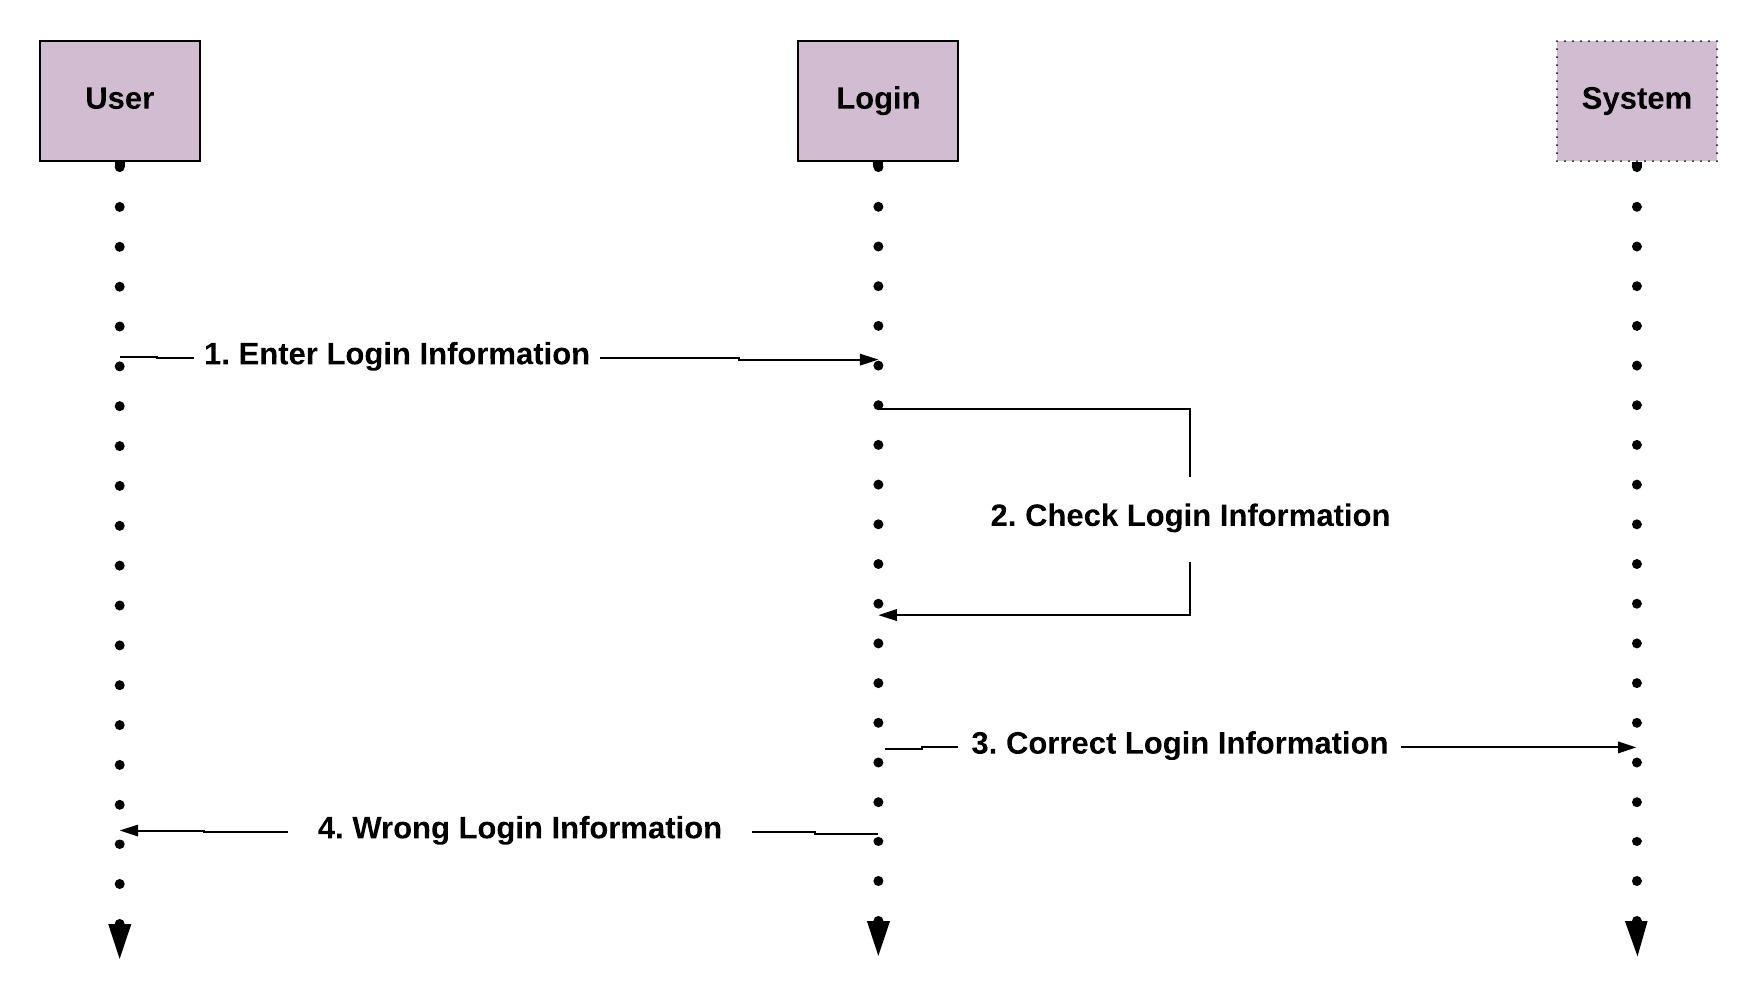 User
Login
System
1. Enter Login Information
2. Check Login Information
3. Correct Login Information
4. Wrong Login Information